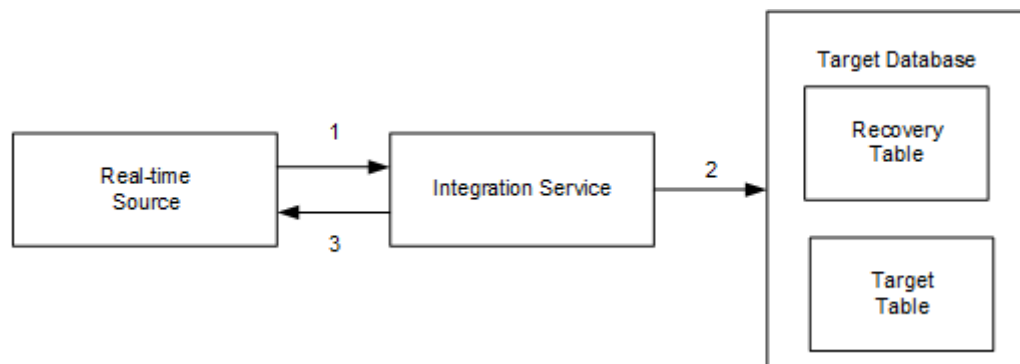 Target Database
Recovery
Table
1
Real-time
Source
Integration Service
2
3
Target
Table